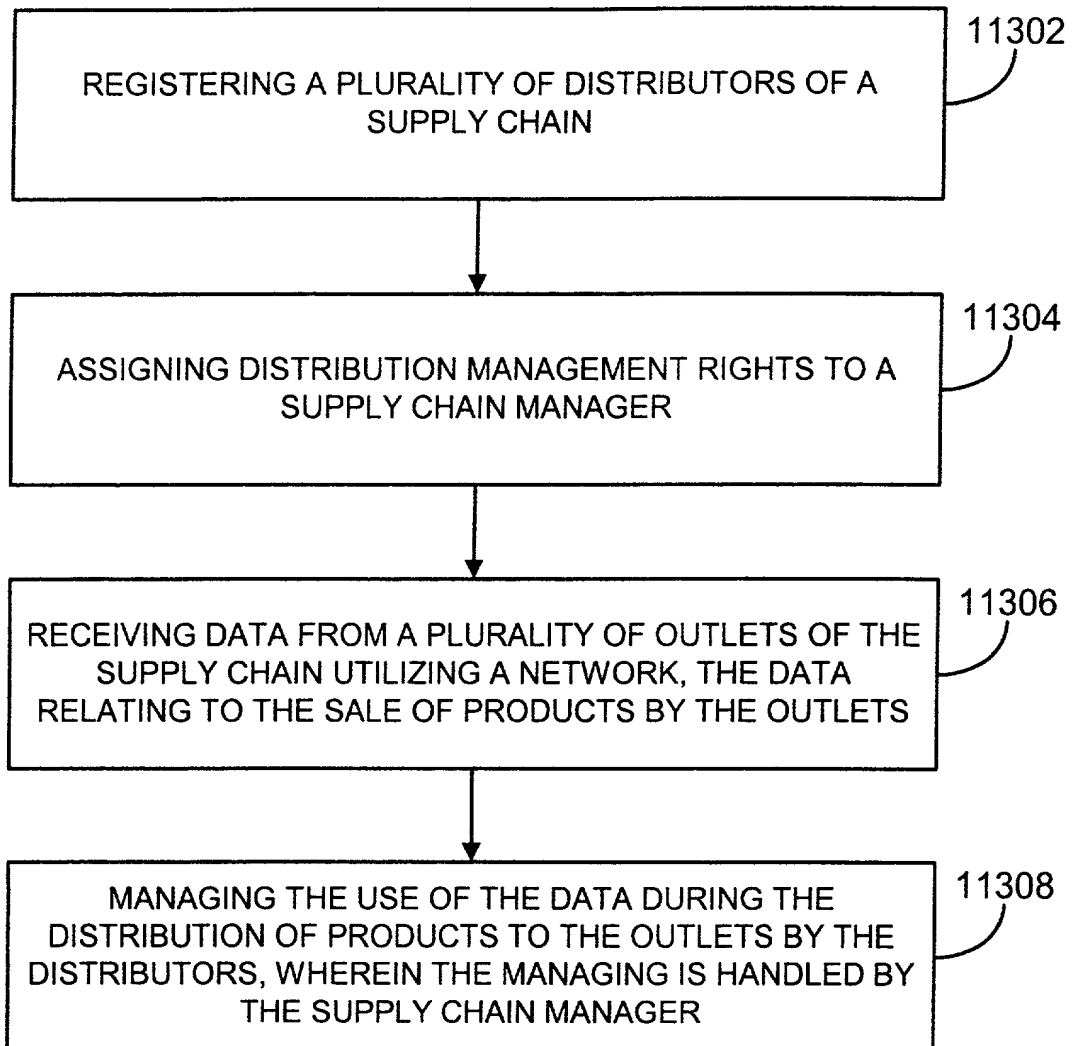 11302
REGISTERING A PLURALITY OF DISTRIBUTORS OF A
SUPPLY CHAIN
11304
ASSIGNING DISTRIBUTION MANAGEMENT RIGHTS TO A
SUPPLY CHAIN MANAGER
11306
RECEIVING DATA FROM A PLURALITY OF OUTLETS OF THE
SUPPLY CHAIN UTILIZING A NETWORK, THE DATA
RELATING TO THE SALE OF PRODUCTS BY THE OUTLETS
11308
MANAGING THE USE OF THE DATA DURING THE
DISTRIBUTION OF PRODUCTS TO THE OUTLETS BY THE
DISTRIBUTORS, WHEREIN THE MANAGING IS HANDLED BY
THE SUPPLY CHAIN MANAGER